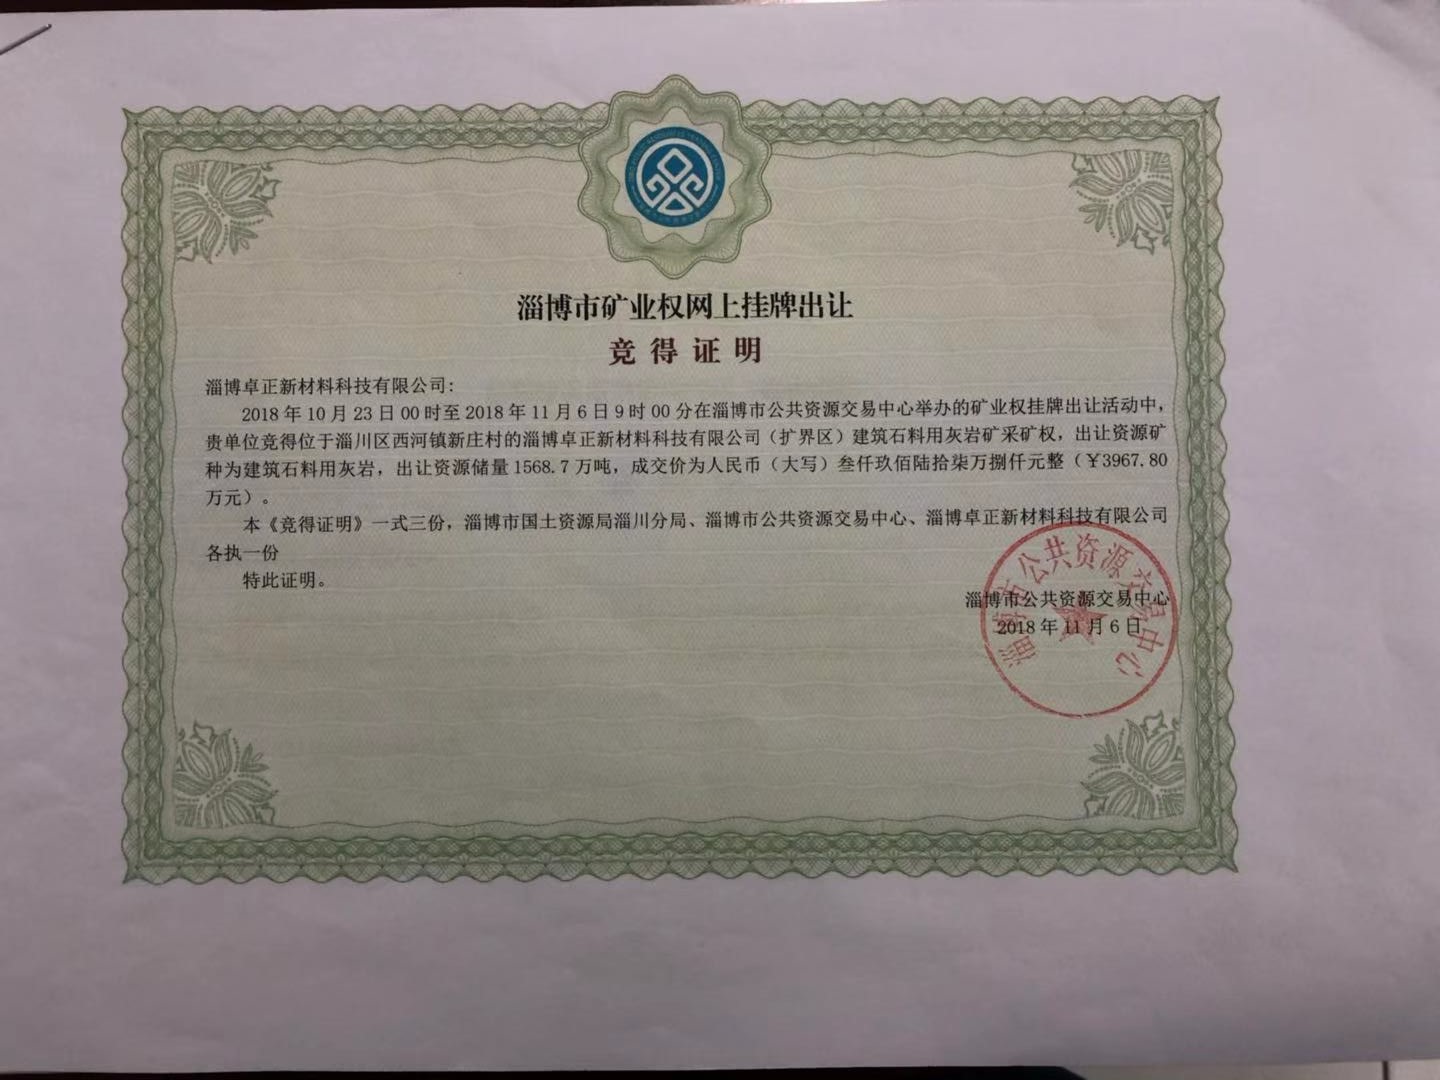 淄博市矿业权网上挂牌出让
竞得证明
淄博卓正新材料科技有限公司:
2018年10月23日00时至2018年11月6日9时00分在淄博市公共资源交易中心举办的矿业权挂牌出让活动中，
贵单位竞得位于淄川区西河镇新庄村的淄博卓正新材料科技有限公司（扩界区）建筑石料用灰岩矿采矿权，出让资源矿
种为建筑石料用灰岩，出让资源储量1568.7万吨，成交价为人民币（大写）叁仟玖佰陆拾柒万捌仟元整（￥3967.80
万元）。
本《竞得证明》一式三份，淄博市国土资源局淄川分局、淄博市公共资源交易中心、淄博卓正新材料科技有限公司
各执一份
特此证明。
淄博市公共资源交易中心
2018年11月6日
淄博市公共资源交易中心